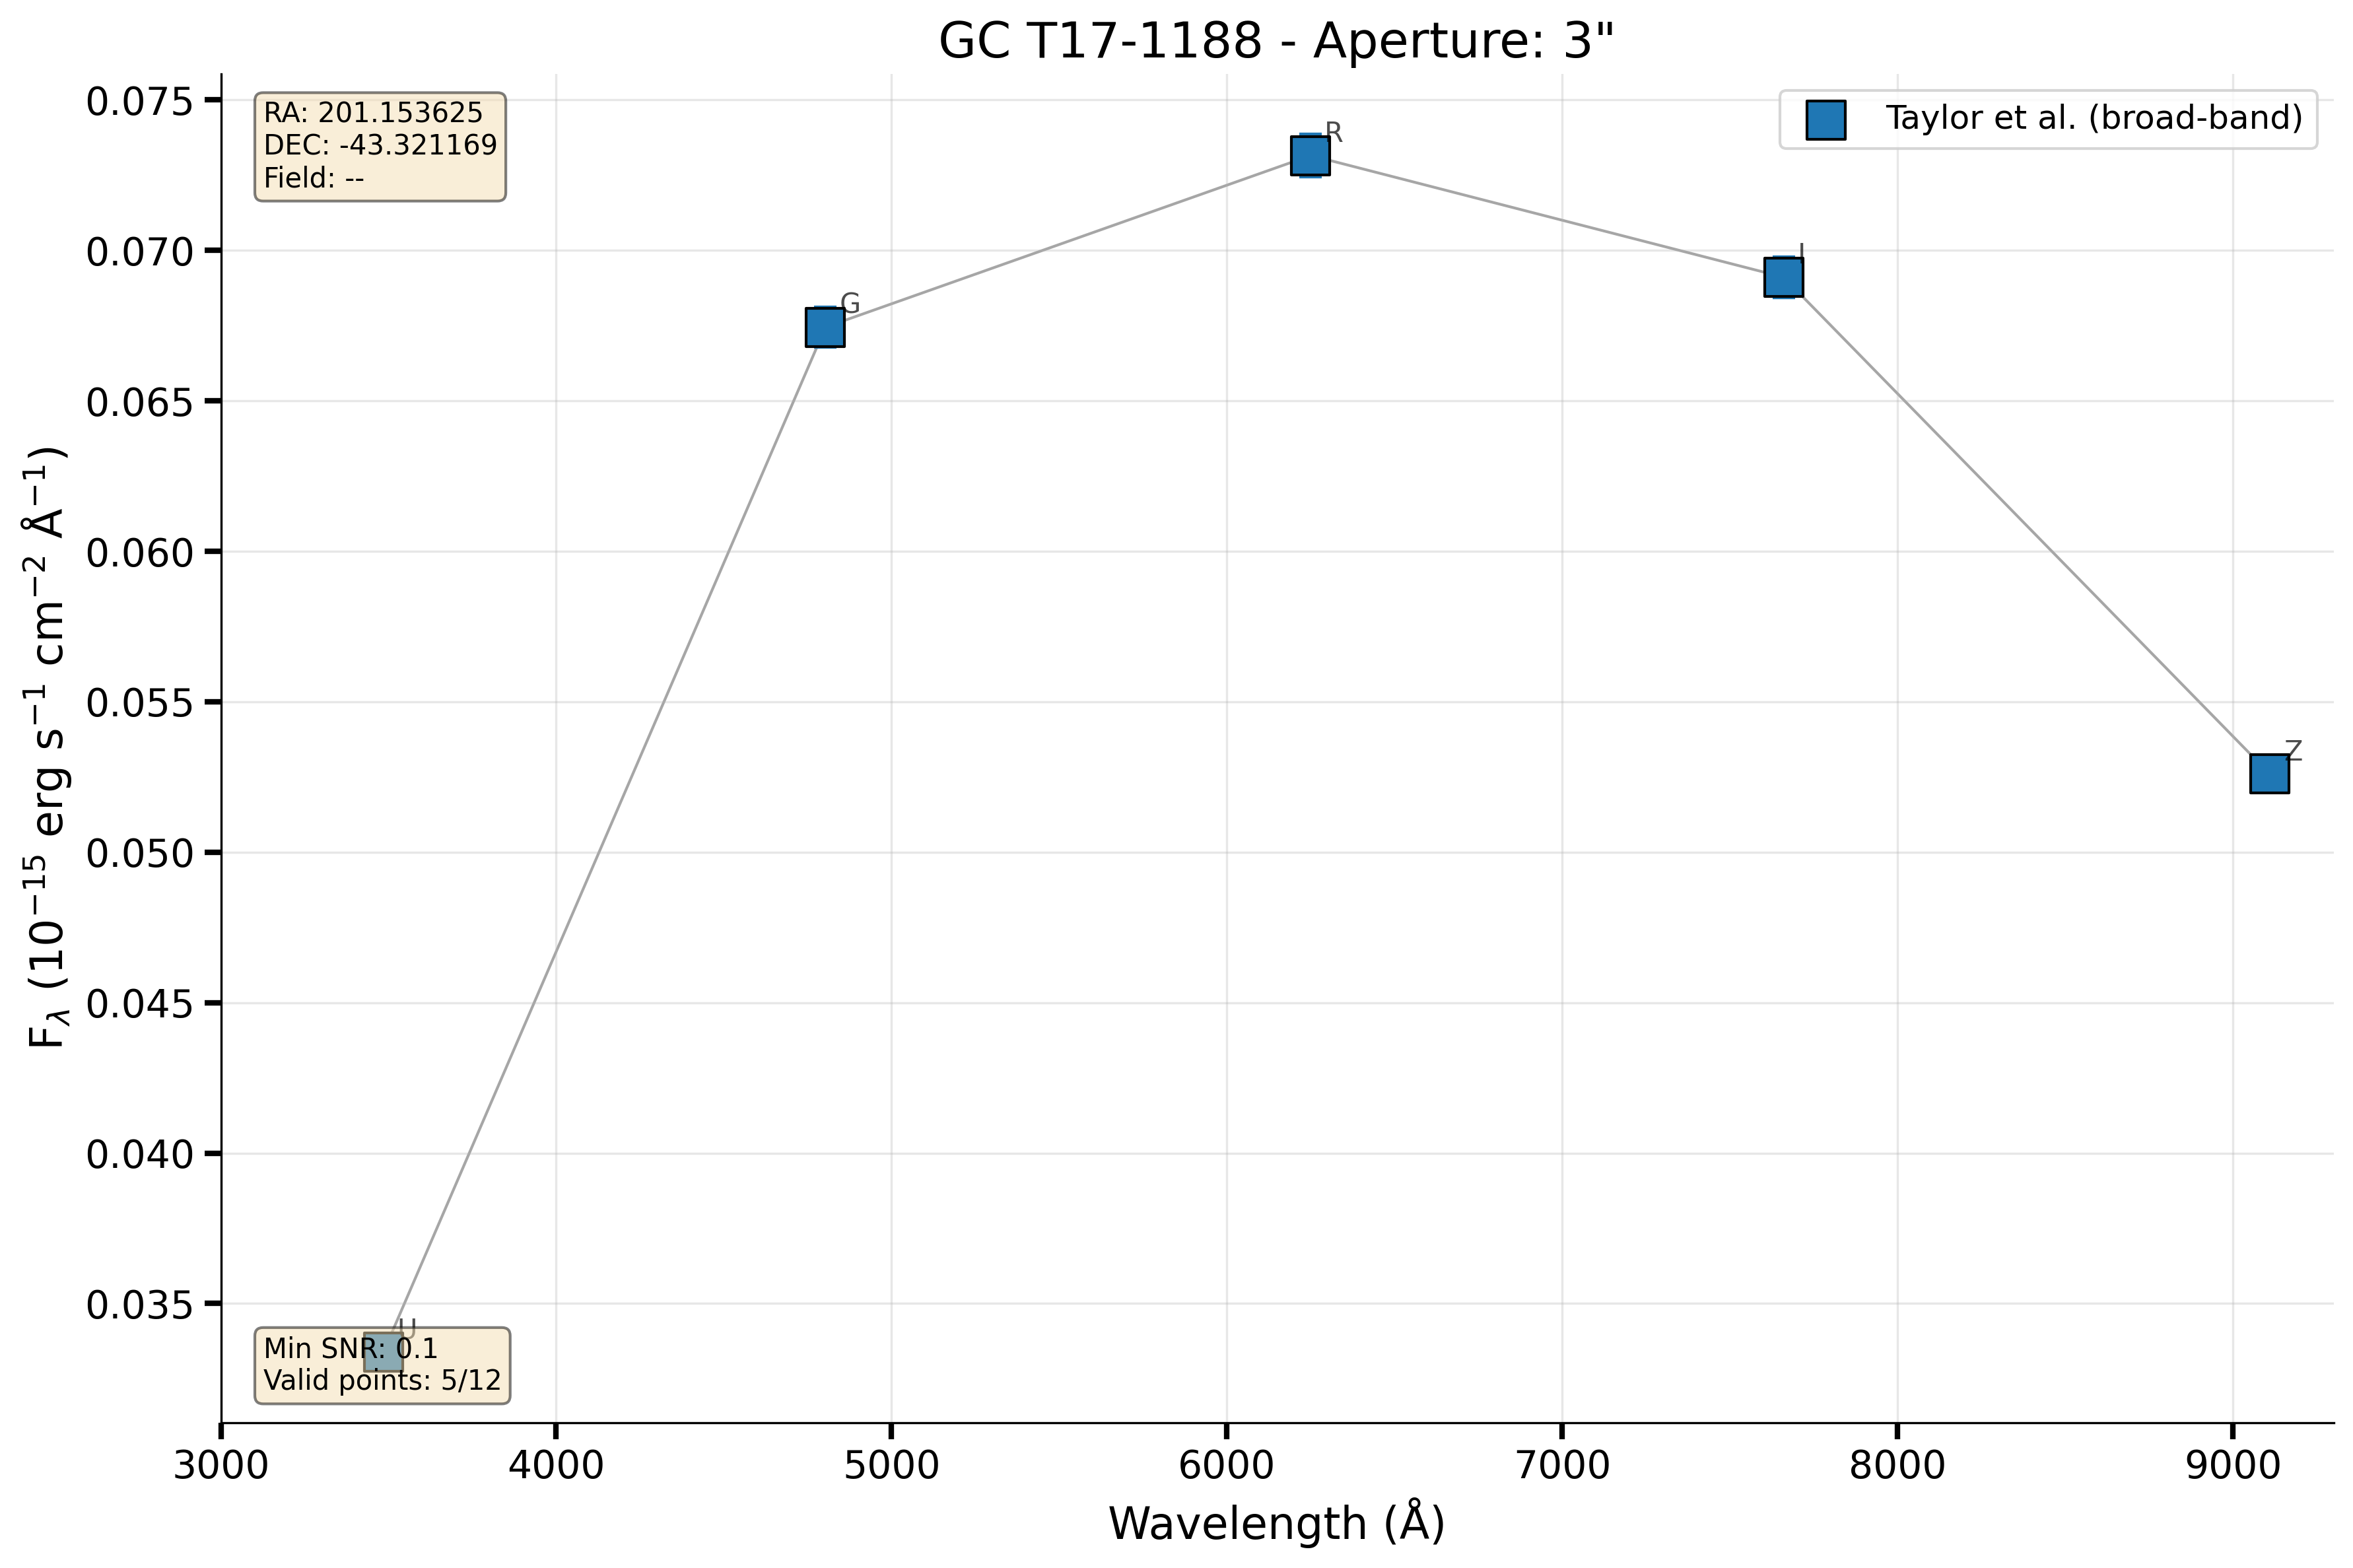 GC T17-1188 - Aperture: 3"
RA: 201.153625
DEC: -43.321169
Field: --
Taylor et al. (broad-band)
R
I
G
Z
U
Min SNR: 0.1
Valid points: 5/12
0.075
0.070
0.065
0.060
0.055
0.050
0.045
0.040
0.035
F_λ (10⁻¹⁵ erg s⁻¹ cm⁻² Å⁻¹)
3000 4000 5000 6000 7000 8000 9000
Wavelength (Å)